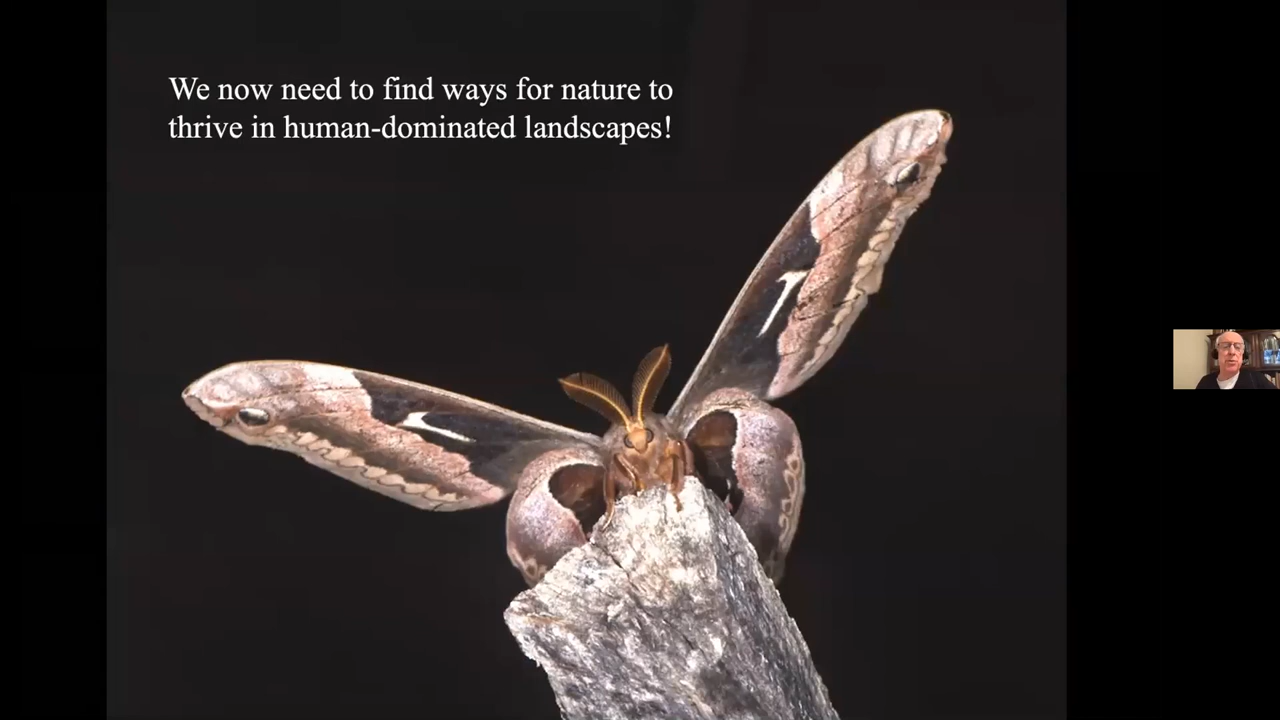 We now need to find ways for nature to
thrive in human-dominated landscapes!